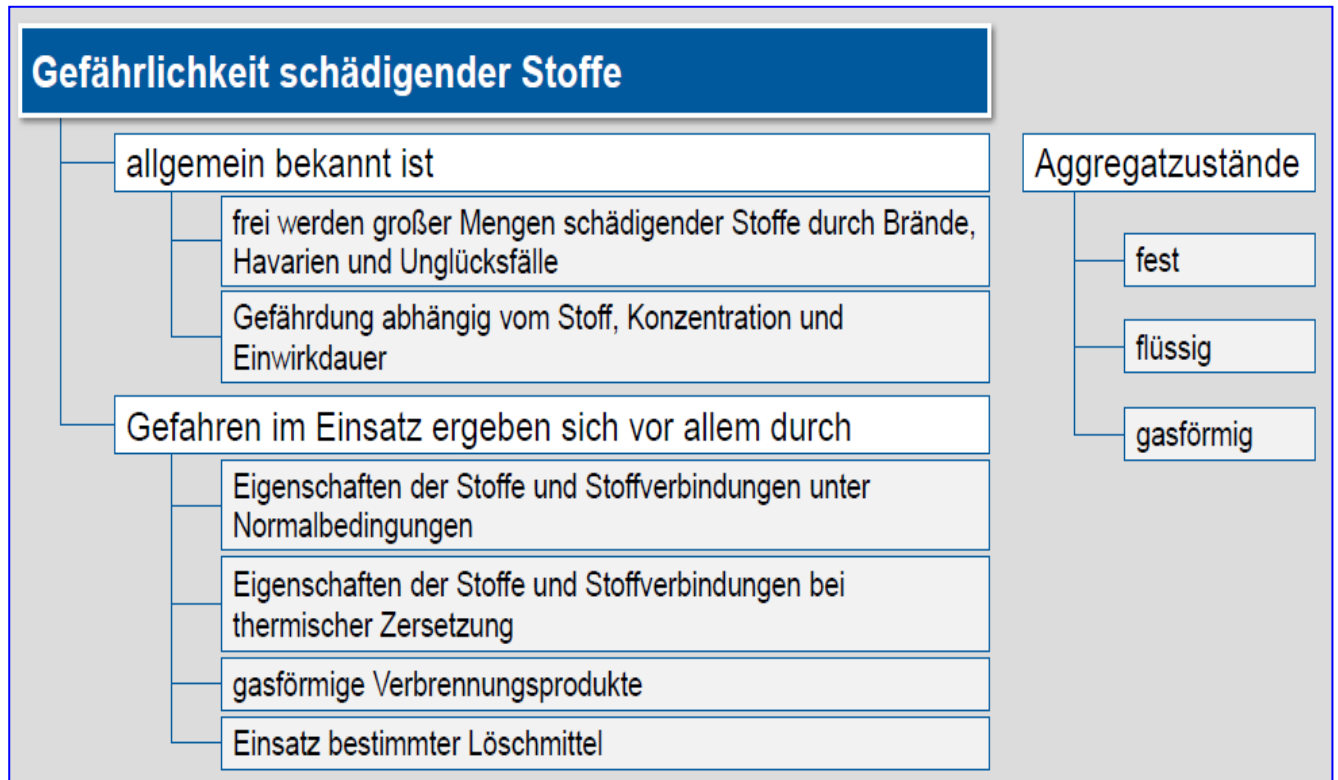 Gefährlichkeit schädigender Stoffe
allgemein bekannt ist
frei werden großer Mengen schädigender Stoffe durch Brände,
Havarien und Unglücksfälle
Gefährdung abhängig vom Stoff, Konzentration und
Einwirkdauer
Gefahren im Einsatz ergeben sich vor allem durch
Eigenschaften der Stoffe und Stoffverbindungen unter
Normalbedingungen
Eigenschaften der Stoffe und Stoffverbindungen bei
thermischer Zersetzung
gasförmige Verbrennungsprodukte
Einsatz bestimmter Löschmittel
Aggregatzustände
fest
flüssig
gasförmig